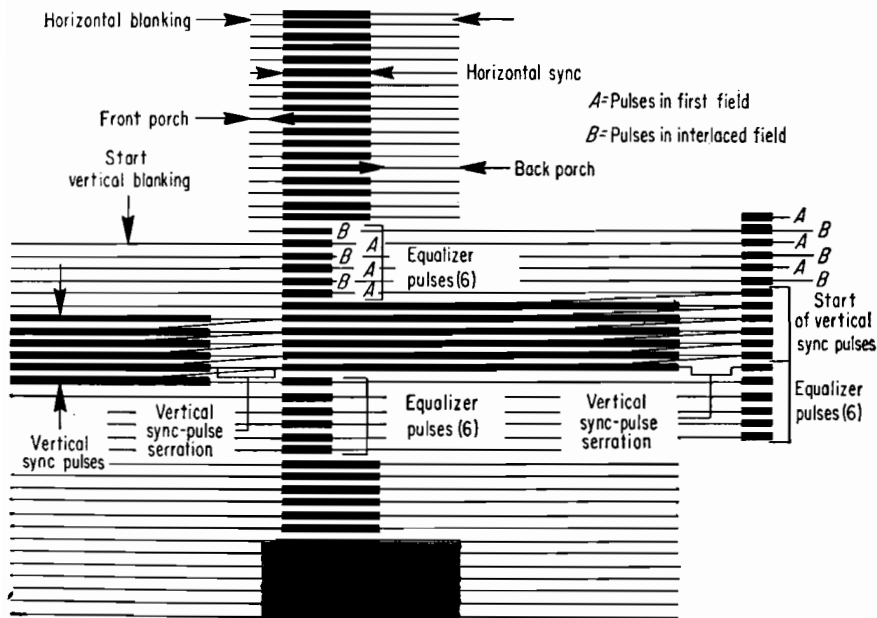 Horizontal blanking
Horizontal sync
A=Pulses in first field
Front porch
B=Pulses in interlaced field
Start
vertical blanking
Back porch
A
B
B
A
A
B
Equalizer
pulses(6)
B
A
A
B
B
A
Start
of vertical
sync pulses
Equalizer
pulses(6)
Vertical
sync-pulse
serration
Equalizer
pulses(6)
Vertical
sync-pulse
serration
Vertical
sync pulses